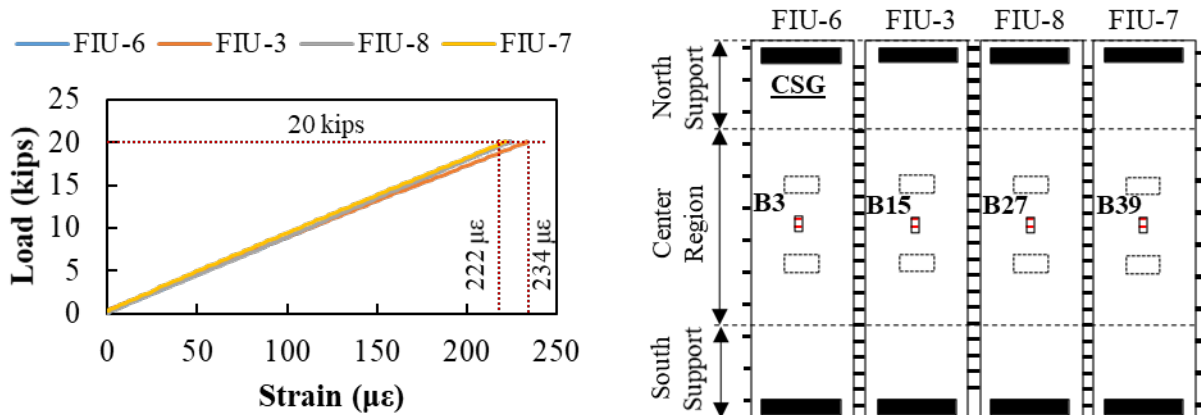 FIU-6 FIU-3 FIU-8 FIU-7
25
20
15
10
5
0
Load (kips)
20 kips
222 µε
234 µε
0 50 100 150 200 250
Strain (µε)
FIU-6 FIU-3 FIU-8 FIU-7
North
Support
CSG
Center
Region
B3 B15 B27 B39
South
Support